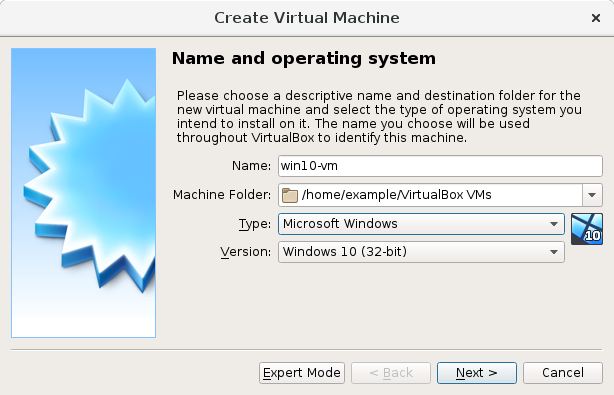 Create Virtual Machine ×
Name and operating system
Please choose a descriptive name and destination folder for the
new virtual machine and select the type of operating system you
intend to install on it. The name you choose will be used
throughout VirtualBox to identify this machine.
Name: win10-vm
Machine Folder: /home/example/VirtualBox VMs
Type: Microsoft Windows
10
Version: Windows 10 (32-bit)
Expert Mode < Back Next > Cancel